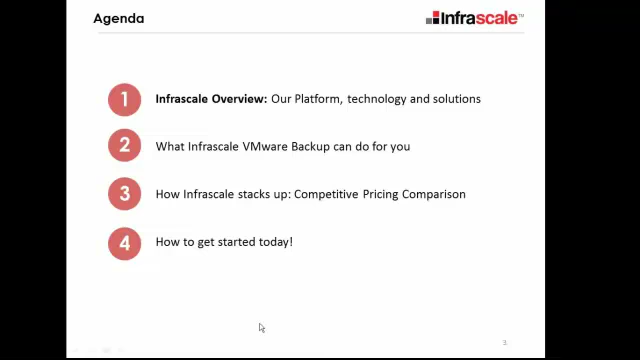 Agenda
Infrascale™
1
Infrascale Overview: Our Platform, technology and solutions
2
What Infrascale VMware Backup can do for you
3
How Infrascale stacks up: Competitive Pricing Comparison
4
How to get started today!
3